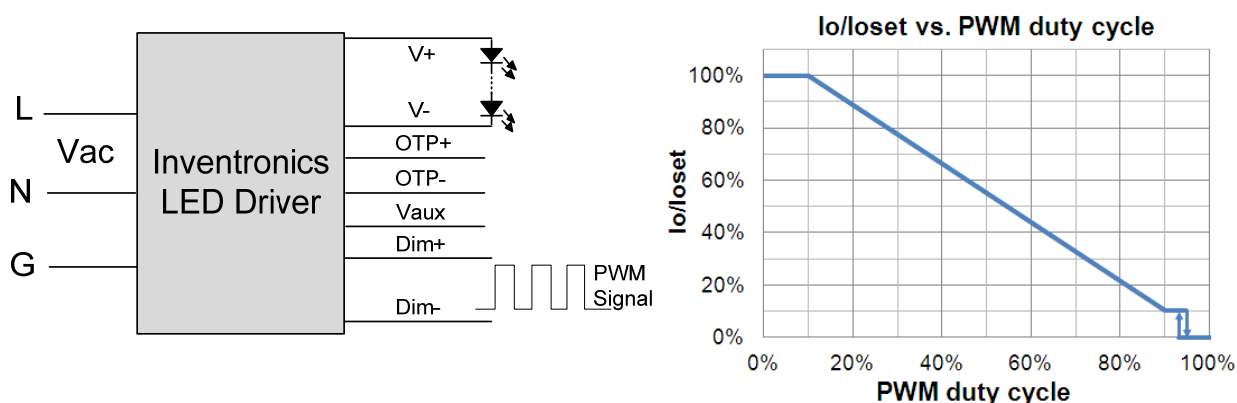 L
Vac
N
G
Inventronics
LED Driver
V+
V-
OTP+
OTP-
Vaux
Dim+
Dim-
PWM
Signal
Io/Ioset vs. PWM duty cycle
Io/Ioset
100%
80%
60%
40%
20%
0%
0% 20% 40% 60% 80% 100%
PWM duty cycle